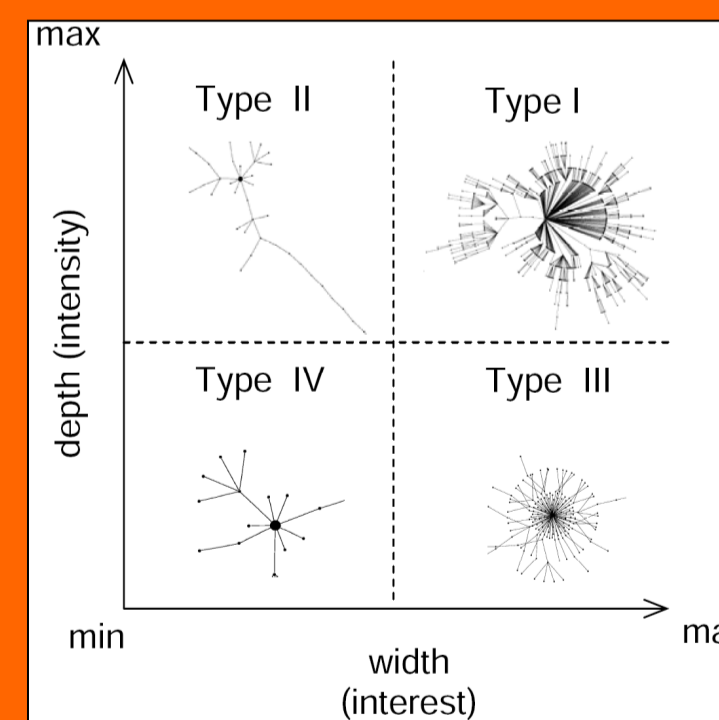 max
Type II
Type I
depth (intensity)
Type IV
Type III
min
width
(interest)